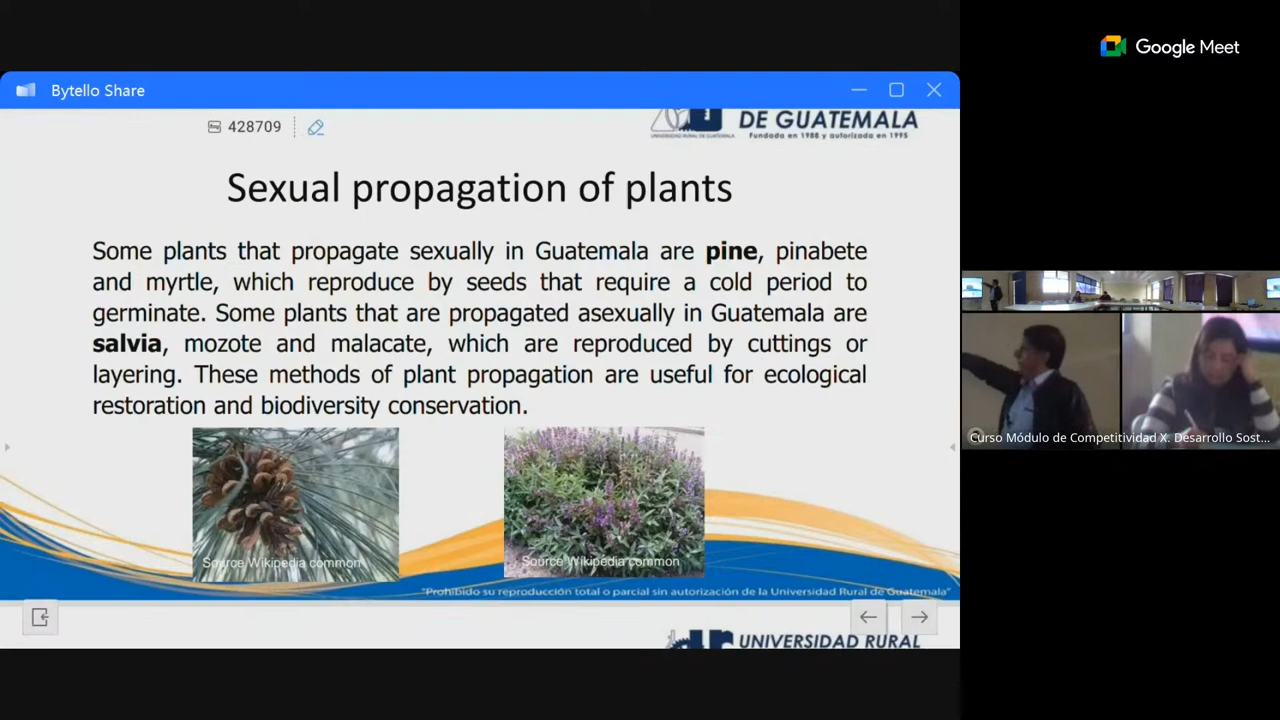 Google Meet
Bytello Share
428709
DE GUATEMALA
Fundada en 1988 y autorizada en 1995
UNIVERSIDAD RURAL DE GUATEMALA
Sexual propagation of plants
Some plants that propagate sexually in Guatemala are pine, pinabete
and myrtle, which reproduce by seeds that require a cold period to
germinate. Some plants that are propagated asexually in Guatemala are
salvia, mozote and malacate, which are reproduced by cuttings or
layering. These methods of plant propagation are useful for ecological
restoration and biodiversity conservation.
Source Wikipedia common
Source Wikipedia common
"Prohibido su reproducción total o parcial sin autorización de la Universidad Rural de Guatemala"
UNIVERSIDAD RURAL
Curso Módulo de Competitividad X. Desarrollo Sost...